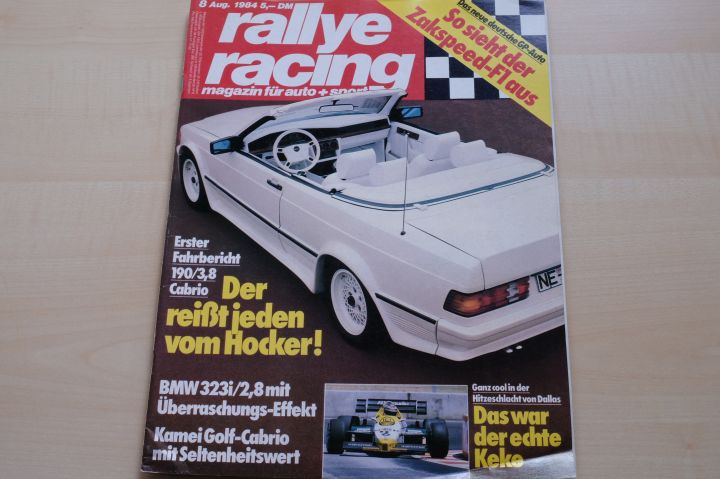 8 Aug. 1984 5,– DM
rallye
racing
magazin für auto + sport
Das neue deutsche GP-Auto
So sieht der
Zakspeed-F1 aus
Erster
Fahrbericht
190/3,8
Cabrio
Der
reißt jeden
vom Hocker!
NE-
BMW 323i/2,8 mit
Überraschungs-Effekt
Kamei Golf-Cabrio
mit Seltenheitswert
Ganz cool in der
Hitzeschlacht von Dallas
Das war
der echte
Keke